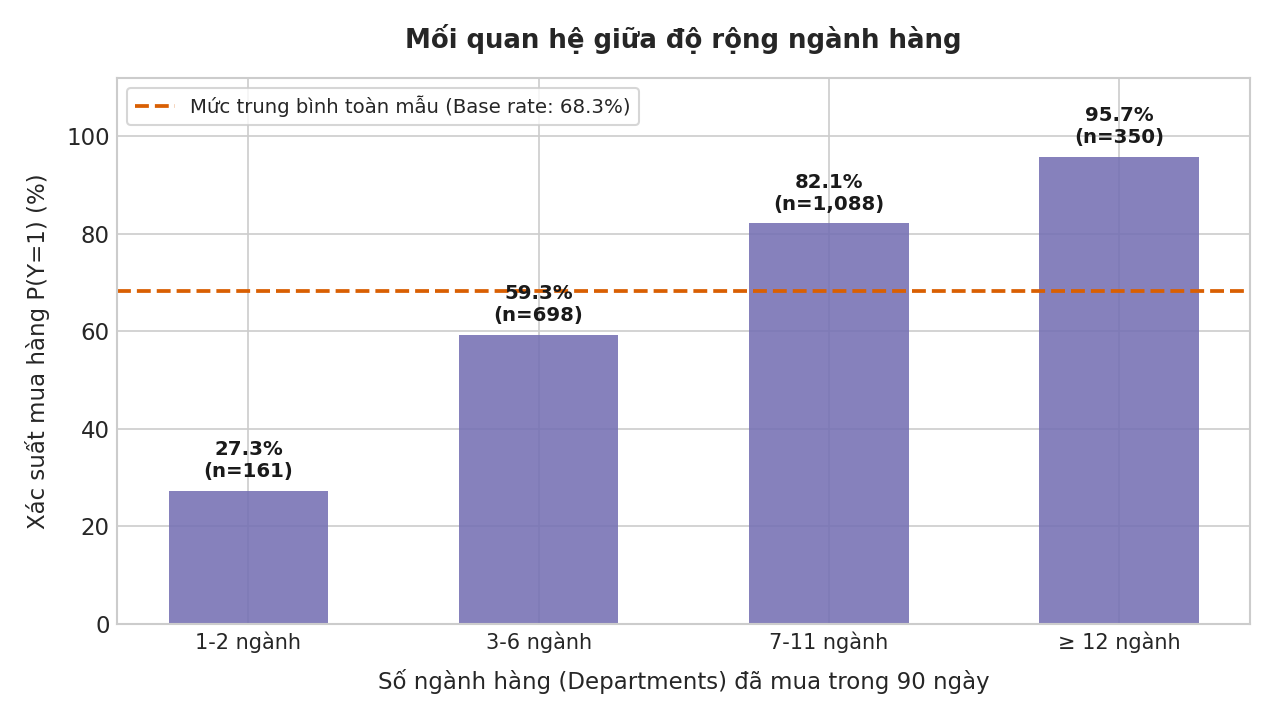 Mối quan hệ giữa độ rộng ngành hàng
Mức trung bình toàn mẫu (Base rate: 68.3%)
Xác suất mua hàng P(Y=1) (%)
100
80
60
40
20
0
27.3%
(n=161)
59.3%
(n=698)
82.1%
(n=1,088)
95.7%
(n=350)
1-2 ngành
3-6 ngành
7-11 ngành
≥ 12 ngành
Số ngành hàng (Departments) đã mua trong 90 ngày